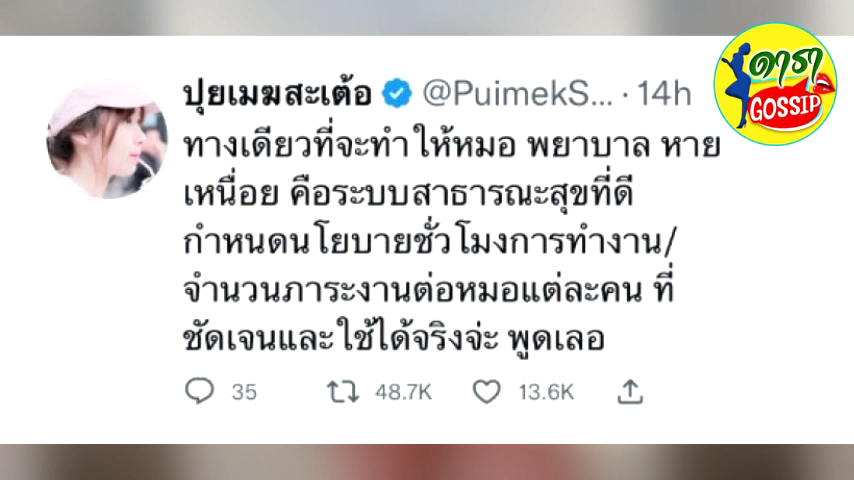 ดารา
GOSSIP
ปุยเมฆสะเต้อ @PuimekS... · 14h
ทางเดียวที่จะทำให้หมอ พยาบาล หาย
เหนื่อย คือระบบสาธารณะสุขที่ดี
กำหนดนโยบายชั่วโมงการทำงาน/
จำนวนภาระงานต่อหมอแต่ละคน ที่
ชัดเจนและใช้ได้จริงจ่ะ พูดเลอ
35 48.7K 13.6K